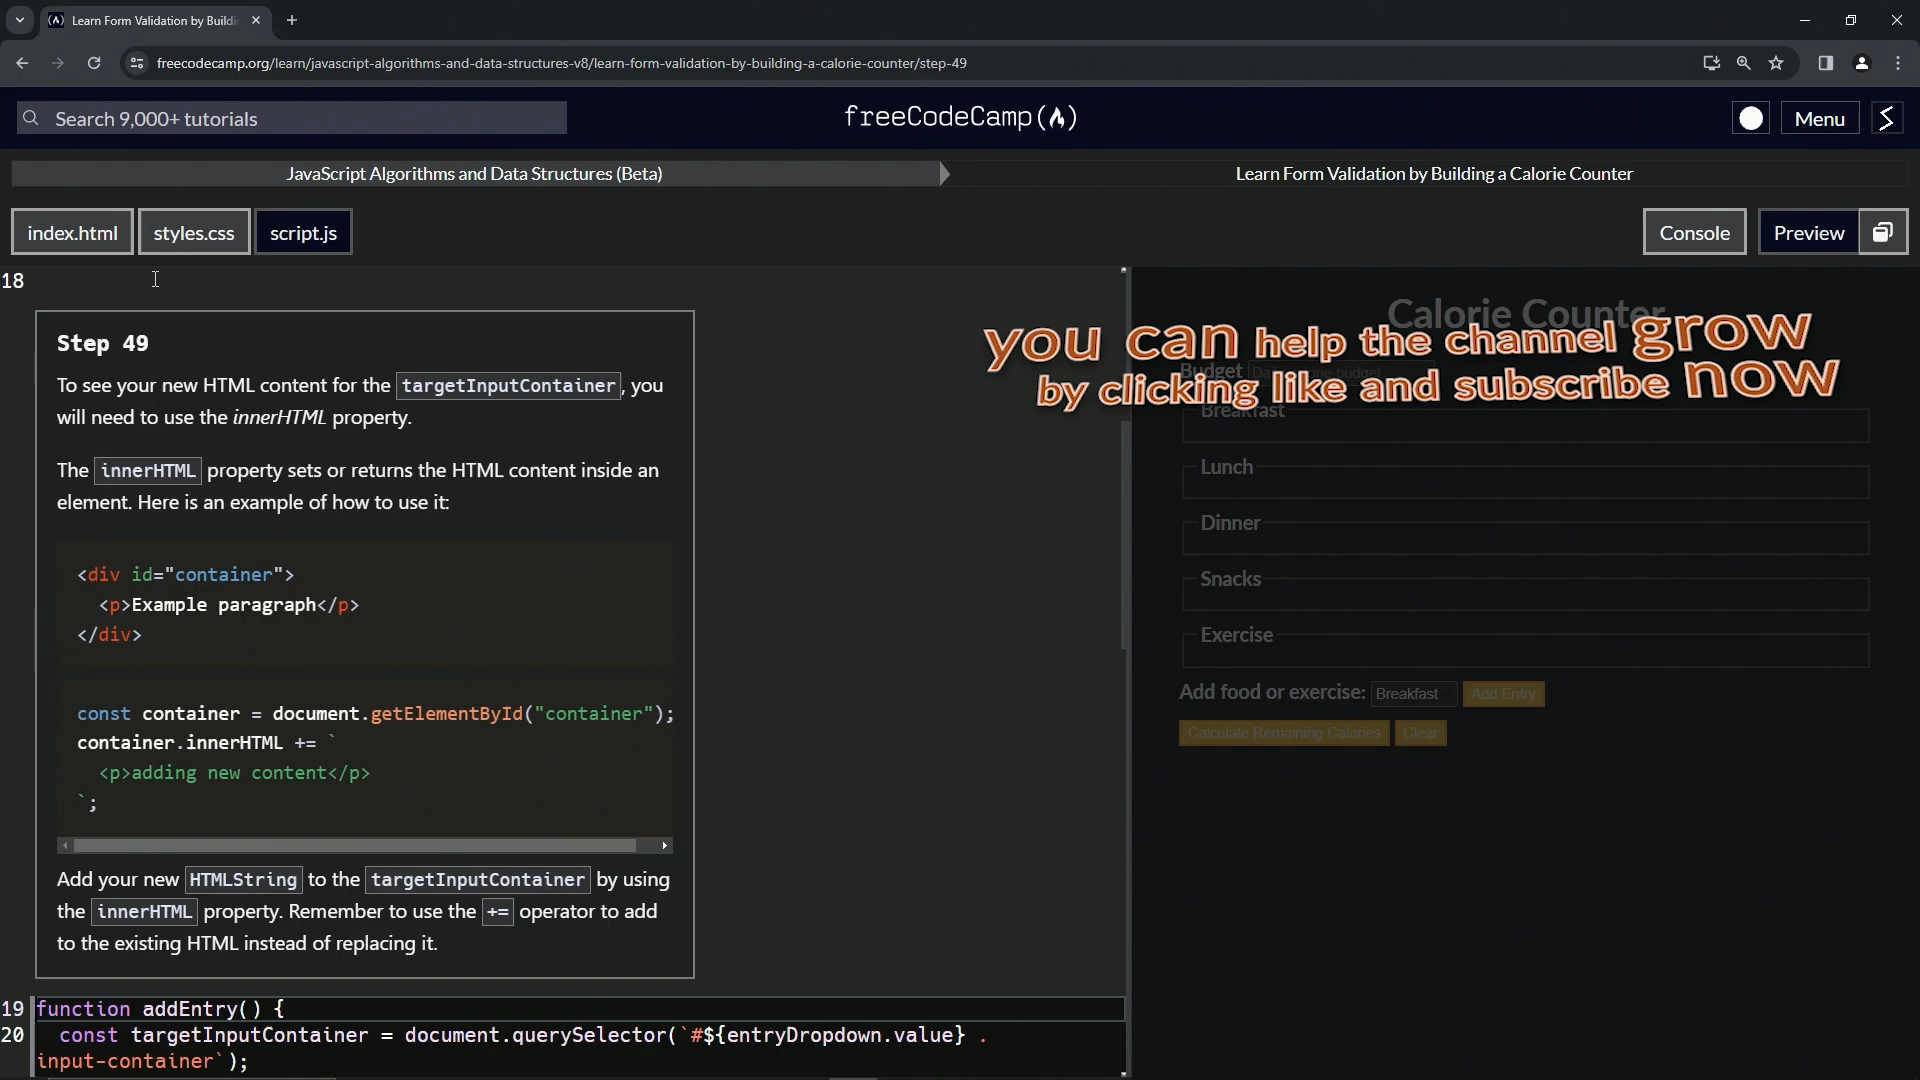 Learn Form Validation by Buildi
freecodecamp.org/learn/javascript-algorithms-and-data-structures-v8/learn-form-validation-by-building-a-calorie-counter/step-49
Search 9,000+ tutorials
freeCodeCamp
Menu
JavaScript Algorithms and Data Structures (Beta)
Learn Form Validation by Building a Calorie Counter
index.html
styles.css
script.js
Console
Preview
18
Step 49
To see your new HTML content for the targetInputContainer, you
will need to use the innerHTML property.
The innerHTML property sets or returns the HTML content inside an
element. Here is an example of how to use it:
<div id="container">
<p>Example paragraph</p>
</div>
const container = document.getElementById("container");
container.innerHTML += `
<p>adding new content</p>
`;
Add your new HTMLString to the targetInputContainer by using
the innerHTML property. Remember to use the += operator to add
to the existing HTML instead of replacing it.
19 function addEntry() {
20 const targetInputContainer = document.querySelector(`#${entryDropdown.value} .
input-container`);
Calorie Counter
you can help the channel grow
by clicking like and subscribe now
Budget
Breakfast
Lunch
Dinner
Snacks
Exercise
Add food or exercise: Breakfast Add Entry
Calculate Remaining Calories Clear